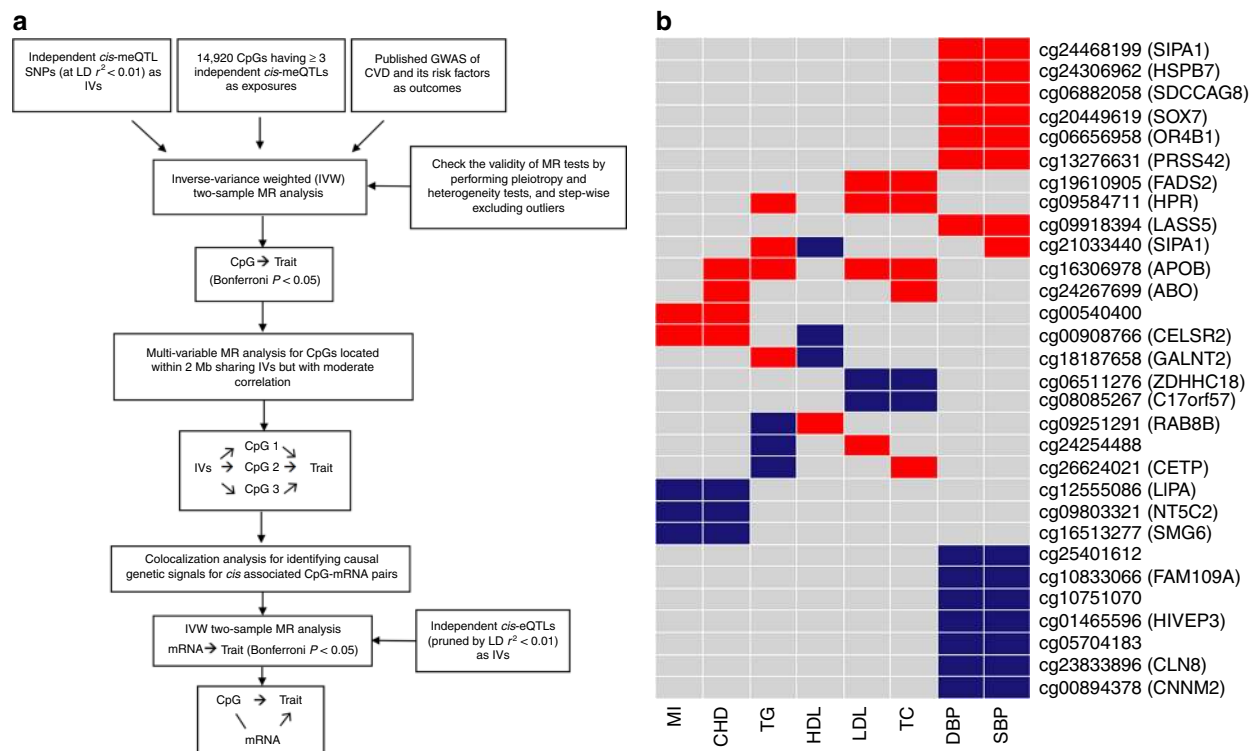 a
Independent cis-meQTL
SNPs (at LD r² < 0.01) as
IVs
14,920 CpGs having ≥ 3
independent cis-meQTLs
as exposures
Published GWAS of
CVD and its risk factors
as outcomes
Inverse-variance weighted (IVW)
two-sample MR analysis
Check the validity of MR tests by
performing pleiotropy and
heterogeneity tests, and step-wise
excluding outliers
CpG → Trait
(Bonferroni P < 0.05)
Multi-variable MR analysis for CpGs located
within 2 Mb sharing IVs but with moderate
correlation
CpG 1
IVs → CpG 2 → Trait
CpG 3
Colocalization analysis for identifying causal
genetic signals for cis associated CpG-mRNA pairs
IVW two-sample MR analysis
mRNA → Trait (Bonferroni P < 0.05)
Independent cis-eQTLs
(pruned by LD r² < 0.01)
as IVs
CpG → Trait
mRNA
b
cg24468199 (SIPA1)
cg24306962 (HSPB7)
cg06882058 (SDCCAG8)
cg20449619 (SOX7)
cg06656958 (OR4B1)
cg13276631 (PRSS42)
cg19610905 (FADS2)
cg09584711 (HPR)
cg09918394 (LASS5)
cg21033440 (SIPA1)
cg16306978 (APOB)
cg24267699 (ABO)
cg00540400
cg00908766 (CELSR2)
cg18187658 (GALNT2)
cg06511276 (ZDHHC18)
cg08085267 (C17orf57)
cg09251291 (RAB8B)
cg24254488
cg26624021 (CETP)
cg12555086 (LIPA)
cg09803321 (NT5C2)
cg16513277 (SMG6)
cg25401612
cg10833066 (FAM109A)
cg10751070
cg01465596 (HIVEP3)
cg05704183
cg23833896 (CLN8)
cg00894378 (CNNM2)
MI
CHD
TG
HDL
LDL
TC
DBP
SBP